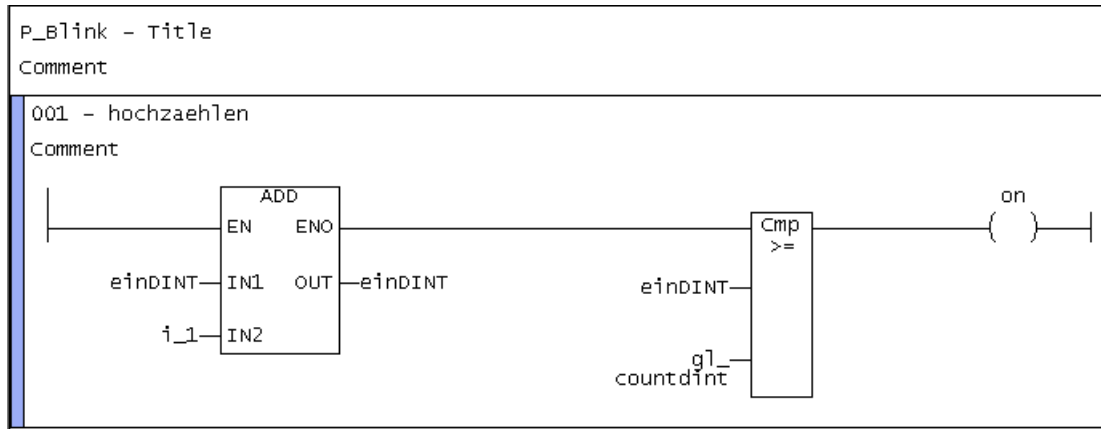 P_Blink – Title
Comment
001 – hochzaehlen
Comment
ADD
on
EN ENO
Cmp
>=
einDINT IN1 OUT einDINT
einDINT
i_1 IN2
gl_
countdint
( )